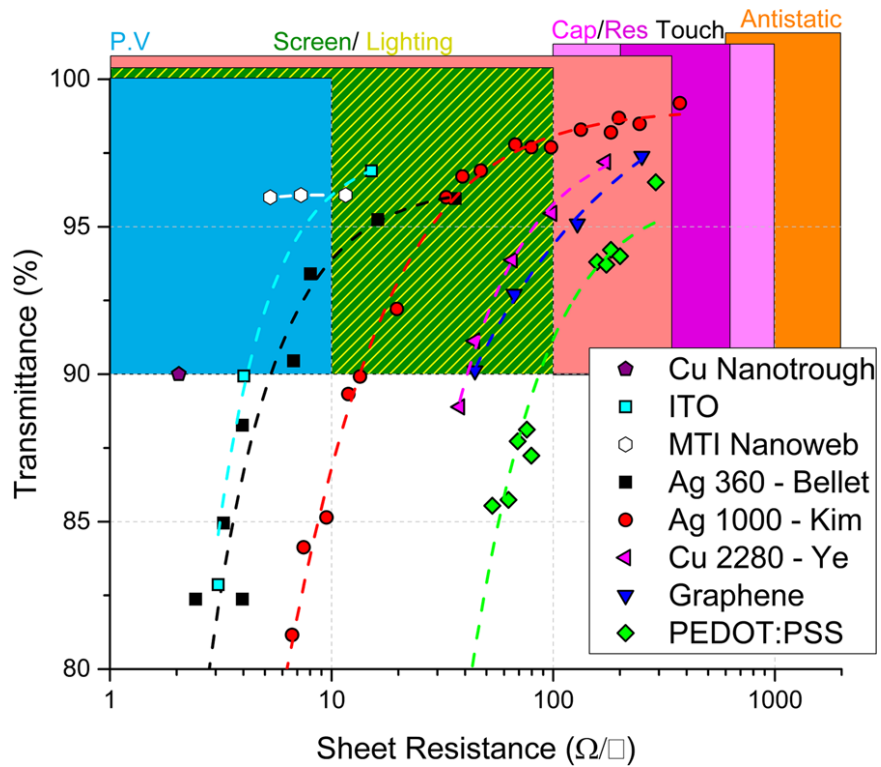 Antistatic
P.V Screen/ Lighting Cap/Res Touch
100
95
90
85
80
Transmittance (%)
Cu Nanotrough
ITO
MTI Nanoweb
Ag 360 - Bellet
Ag 1000 - Kim
Cu 2280 - Ye
Graphene
PEDOT:PSS
1 10 100 1000
Sheet Resistance (Ω/□)